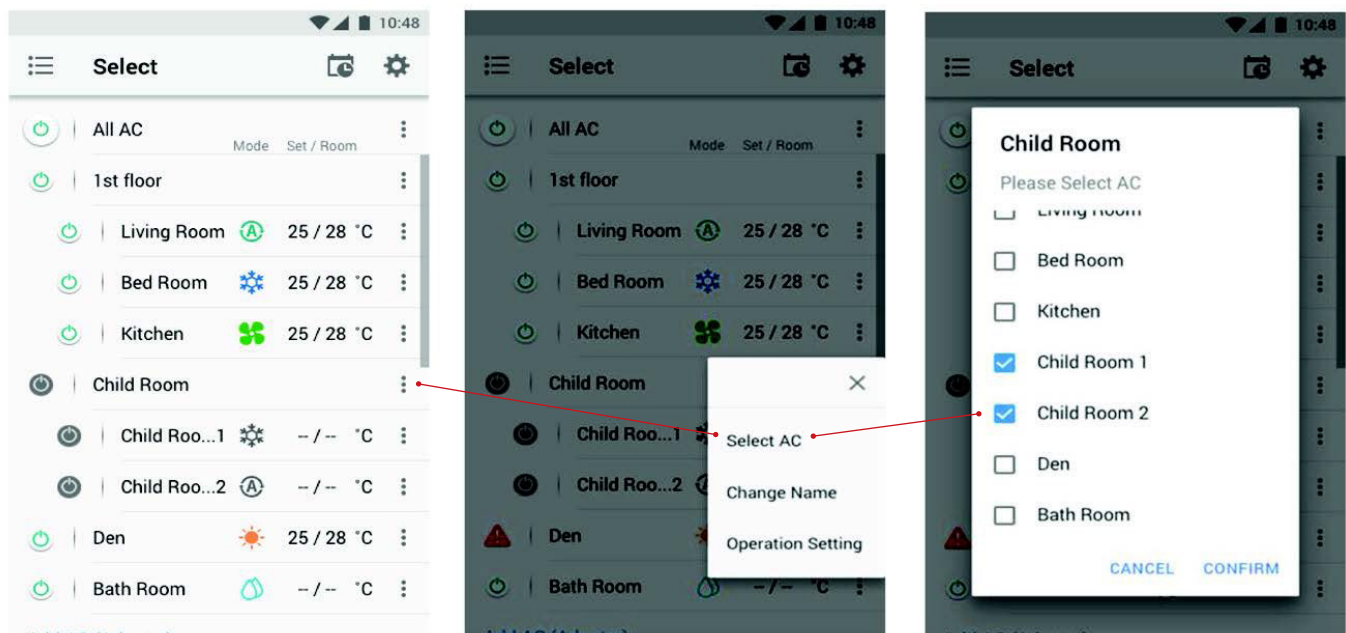 10:48
Select
All AC
Mode Set / Room
1st floor
Living Room A 25 / 28 °C
Bed Room 25 / 28 °C
Kitchen 25 / 28 °C
Child Room
Child Roo...1 -- / -- °C
Child Roo...2 A -- / -- °C
Den 25 / 28 °C
Bath Room -- / -- °C
10:48
Select
All AC
Mode Set / Room
1st floor
Living Room A 25 / 28 °C
Bed Room 25 / 28 °C
Kitchen 25 / 28 °C
Child Room
Child Roo...1
Select AC
Child Roo...2
Change Name
Den
Operation Setting
Bath Room -- / -- °C
10:48
Select
Child Room
Please Select AC
Living Room
Bed Room
Kitchen
Child Room 1
Child Room 2
Den
Bath Room
CANCEL CONFIRM